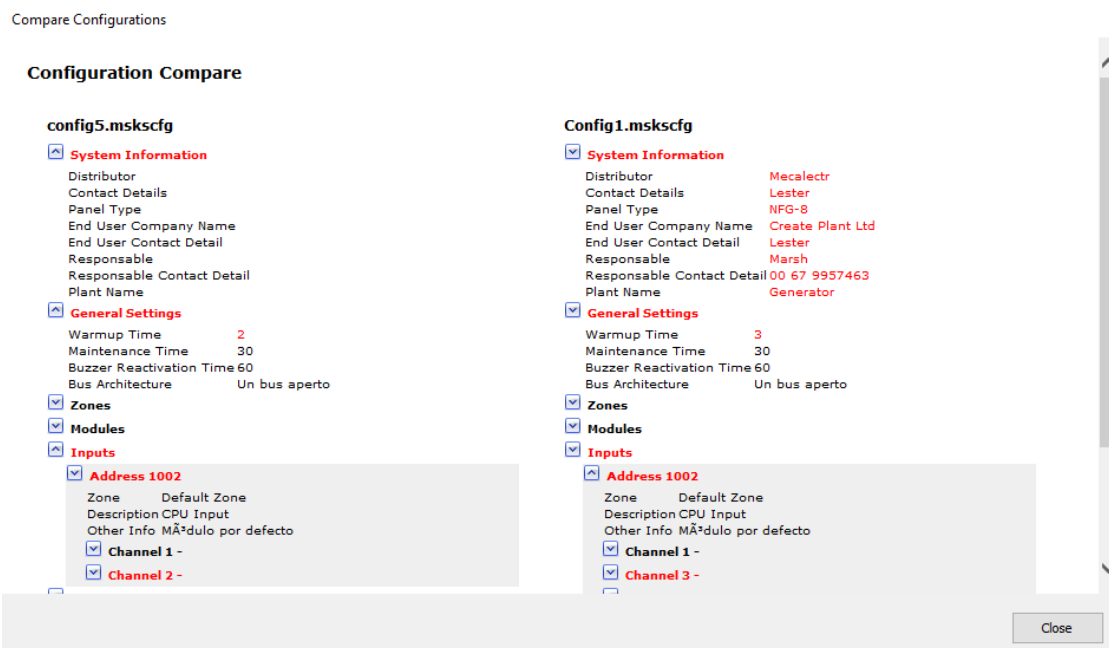 Compare Configurations
Configuration Compare
config5.mskscfg
System Information
Distributor
Contact Details
Panel Type
End User Company Name
End User Contact Detail
Responsable
Responsable Contact Detail
Plant Name
General Settings
Warmup Time 2
Maintenance Time 30
Buzzer Reactivation Time 60
Bus Architecture Un bus aperto
Zones
Modules
Inputs
Address 1002
Zone Default Zone
Description CPU Input
Other Info MÃ³dulo por defecto
Channel 1 -
Channel 2 -
Config1.mskscfg
System Information
Distributor Mecalectr
Contact Details Lester
Panel Type NFG-8
End User Company Name Create Plant Ltd
End User Contact Detail Lester
Responsable Marsh
Responsable Contact Detail 00 67 9957463
Plant Name Generator
General Settings
Warmup Time 3
Maintenance Time 30
Buzzer Reactivation Time 60
Bus Architecture Un bus aperto
Zones
Modules
Inputs
Address 1002
Zone Default Zone
Description CPU Input
Other Info MÃ³dulo por defecto
Channel 1 -
Channel 3 -
Close